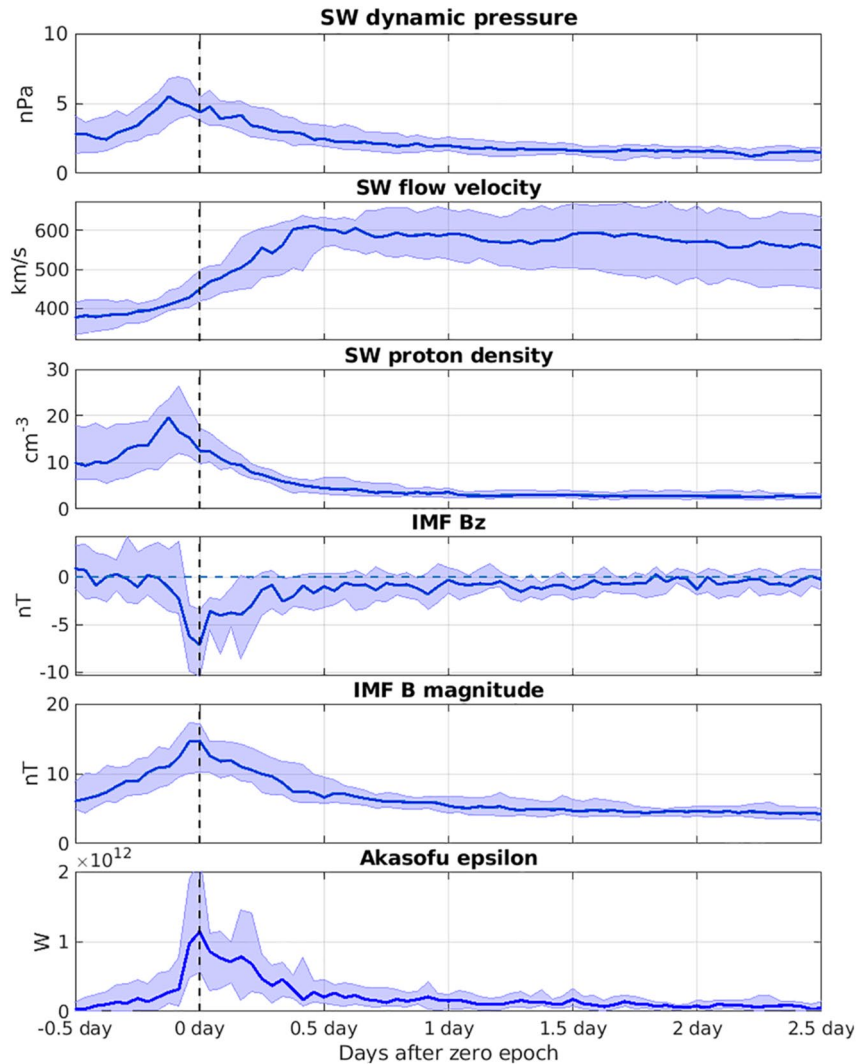 SW dynamic pressure
10
5
0
nPa
SW flow velocity
600
500
400
km/s
SW proton density
30
20
10
0
cm-3
IMF Bz
0
-5
-10
nT
IMF B magnitude
20
10
0
nT
Akasofu epsilon
×10^12
2
1
0
W
-0.5 day 0 day 0.5 day 1 day 1.5 day 2 day 2.5 day
Days after zero epoch